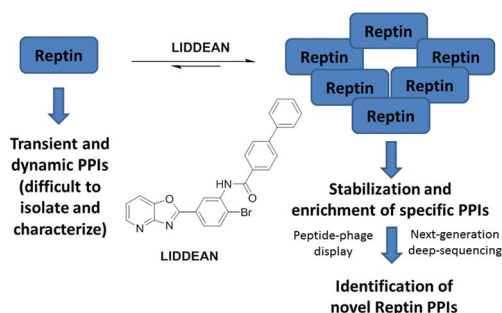 Reptin
LIDDEAN
Reptin
Reptin
Reptin
Reptin
Reptin
Reptin
Transient and
dynamic PPIs
(difficult to
isolate and
characterize)
HN
O
O
N
N
Br
LIDDEAN
Stabilization and
enrichment of specific PPIs
Peptide-phage
display
Next-generation
deep-sequencing
Identification of
novel Reptin PPIs